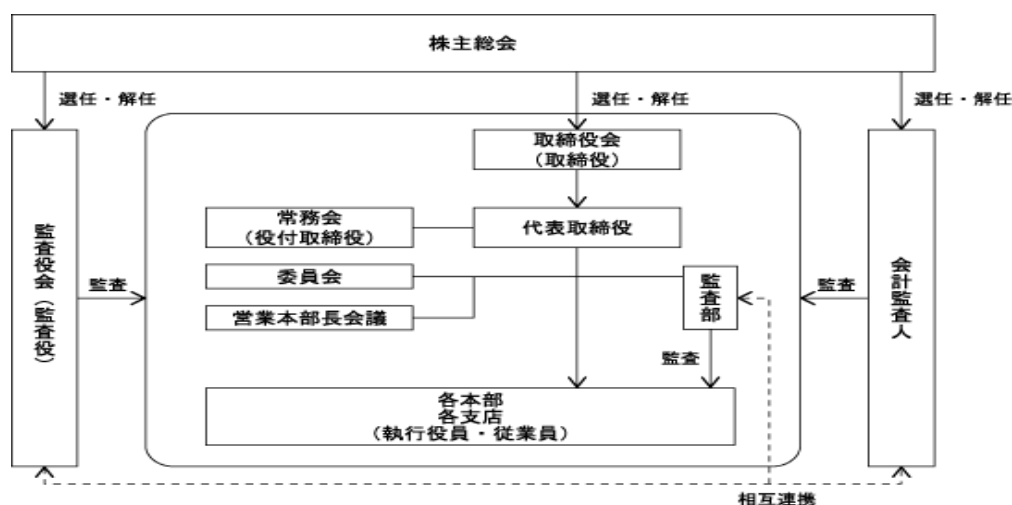 株主総会
選任・解任
選任・解任
選任・解任
取締役会
(取締役)
常務会
(役付取締役)
代表取締役
監査役会(監査役)
監査
委員会
監査部
監査
会計監査人
営業本部長会議
監査
各本部
各支店
(執行役員・従業員)
相互連携